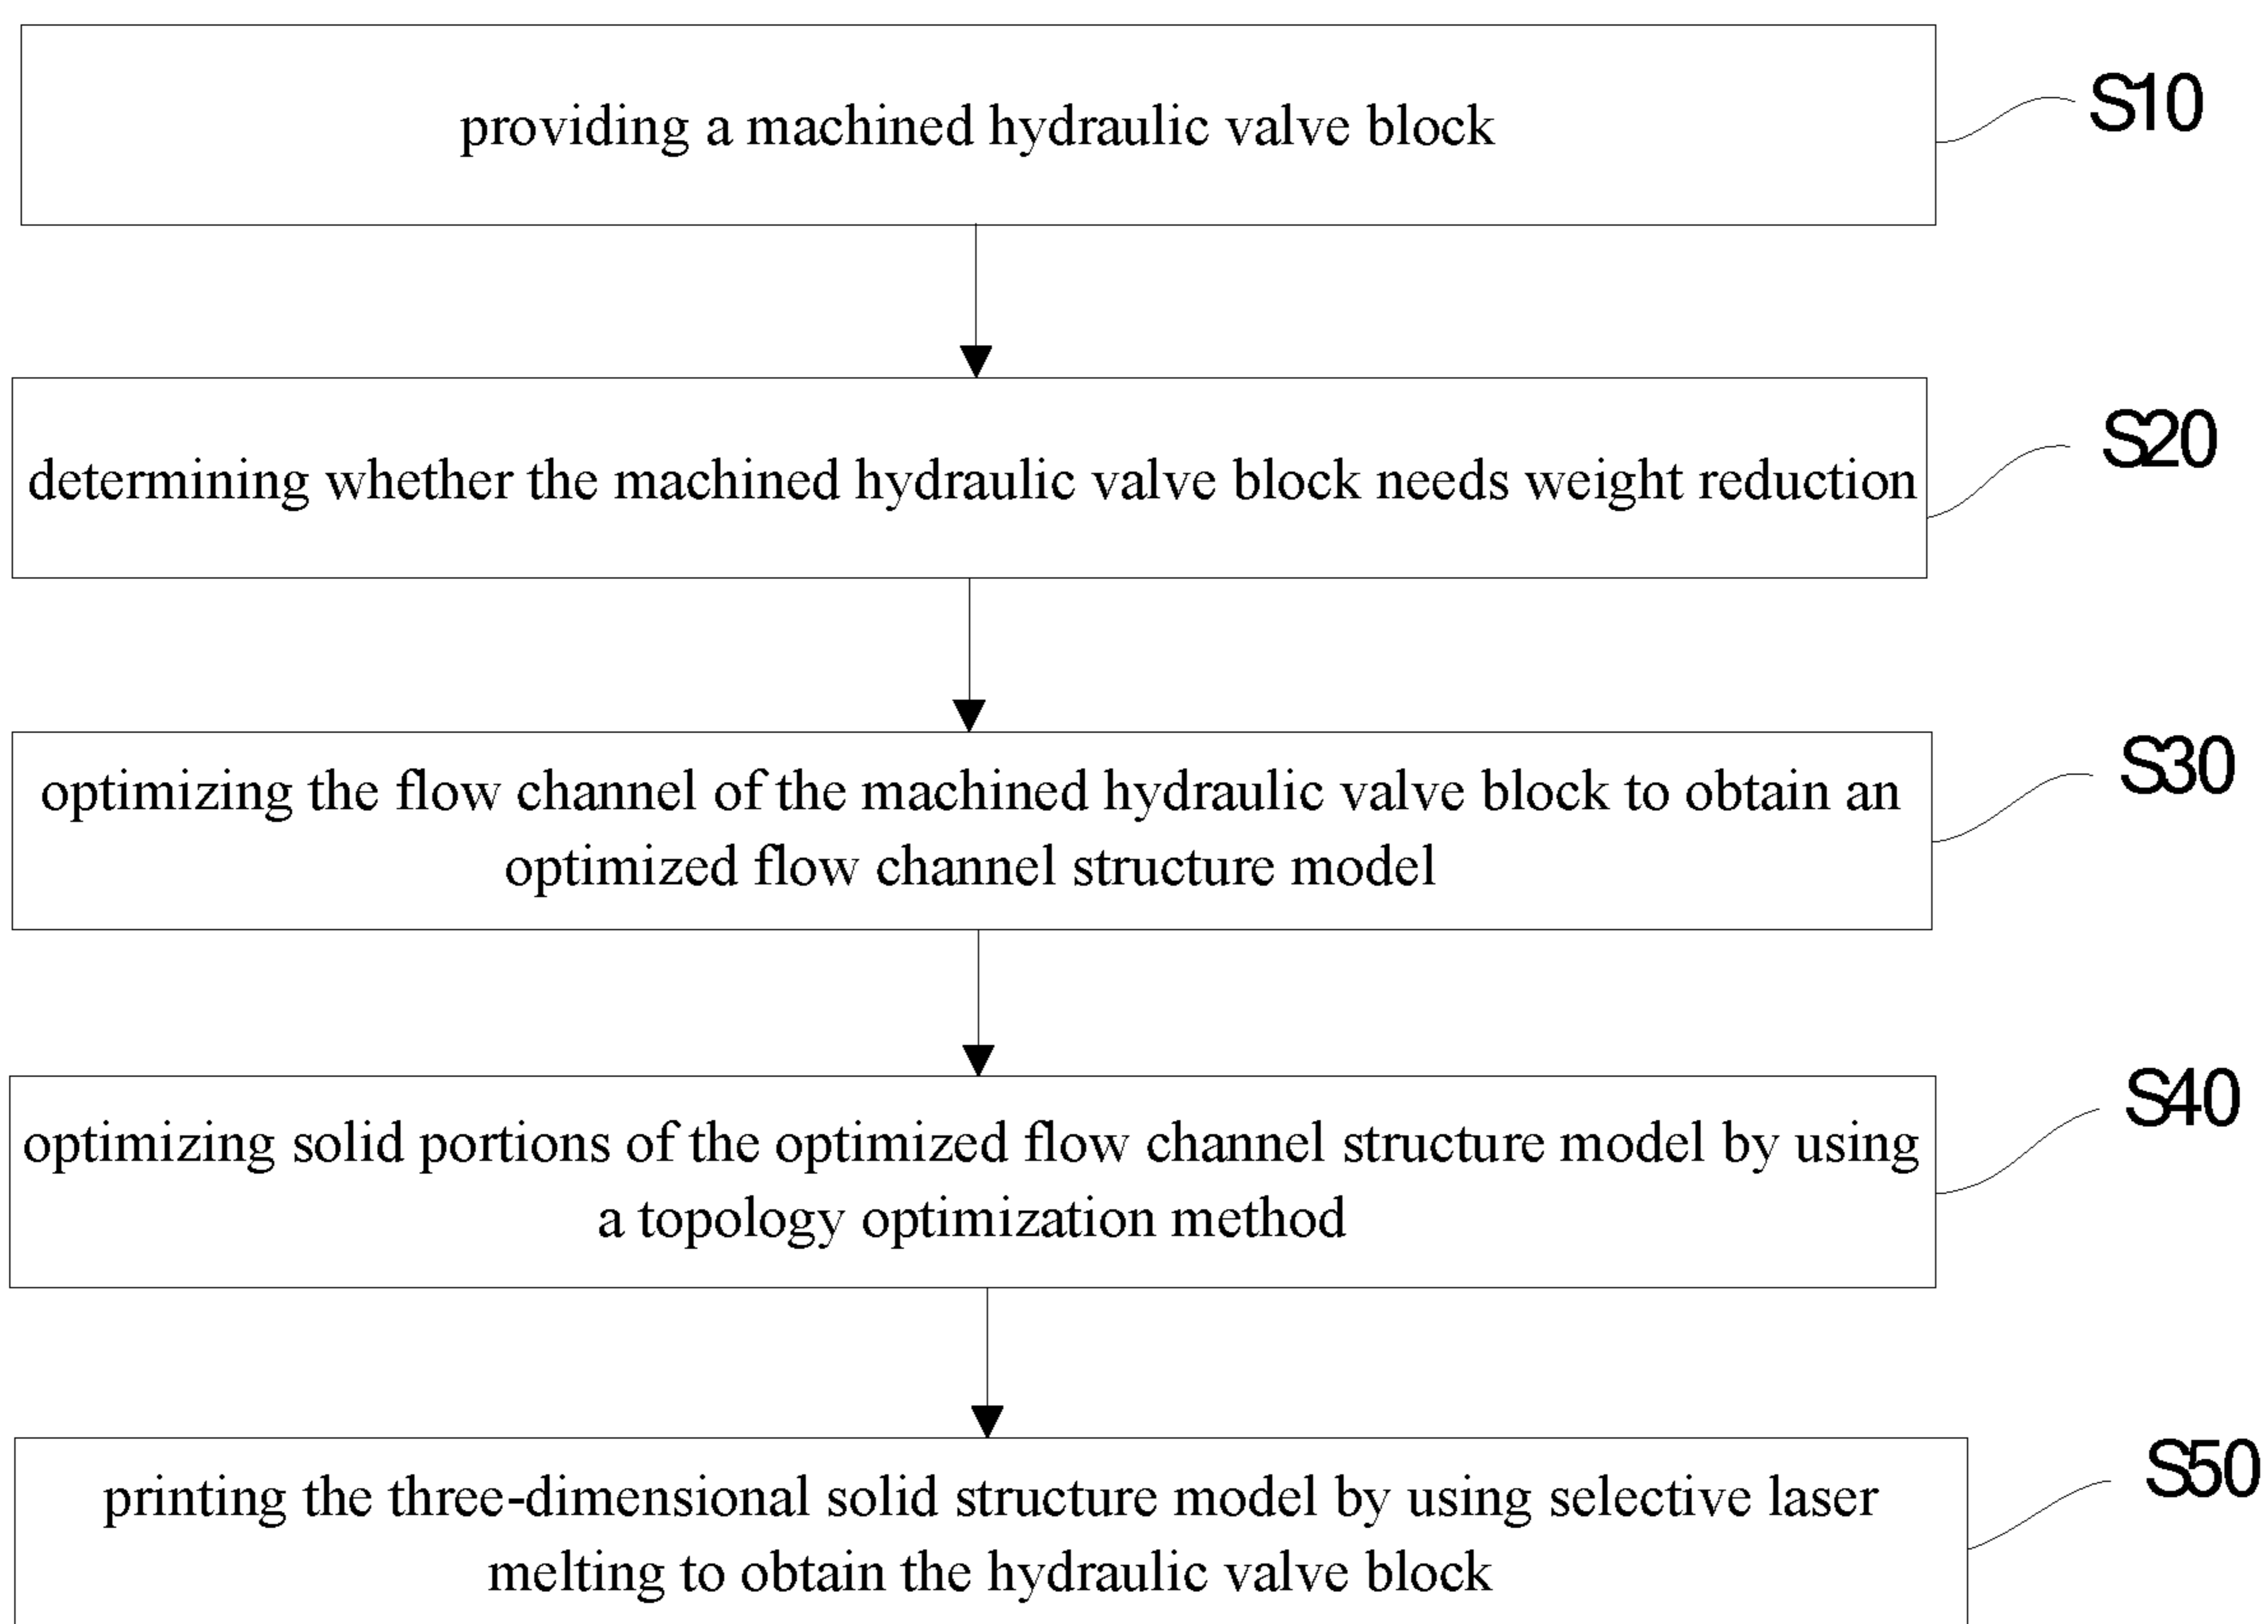 providing a machined hydraulic valve block
S10
determining whether the machined hydraulic valve block needs weight reduction
S20
optimizing the flow channel of the machined hydraulic valve block to obtain an
optimized flow channel structure model
S30
optimizing solid portions of the optimized flow channel structure model by using
a topology optimization method
S40
printing the three-dimensional solid structure model by using selective laser
melting to obtain the hydraulic valve block
S50